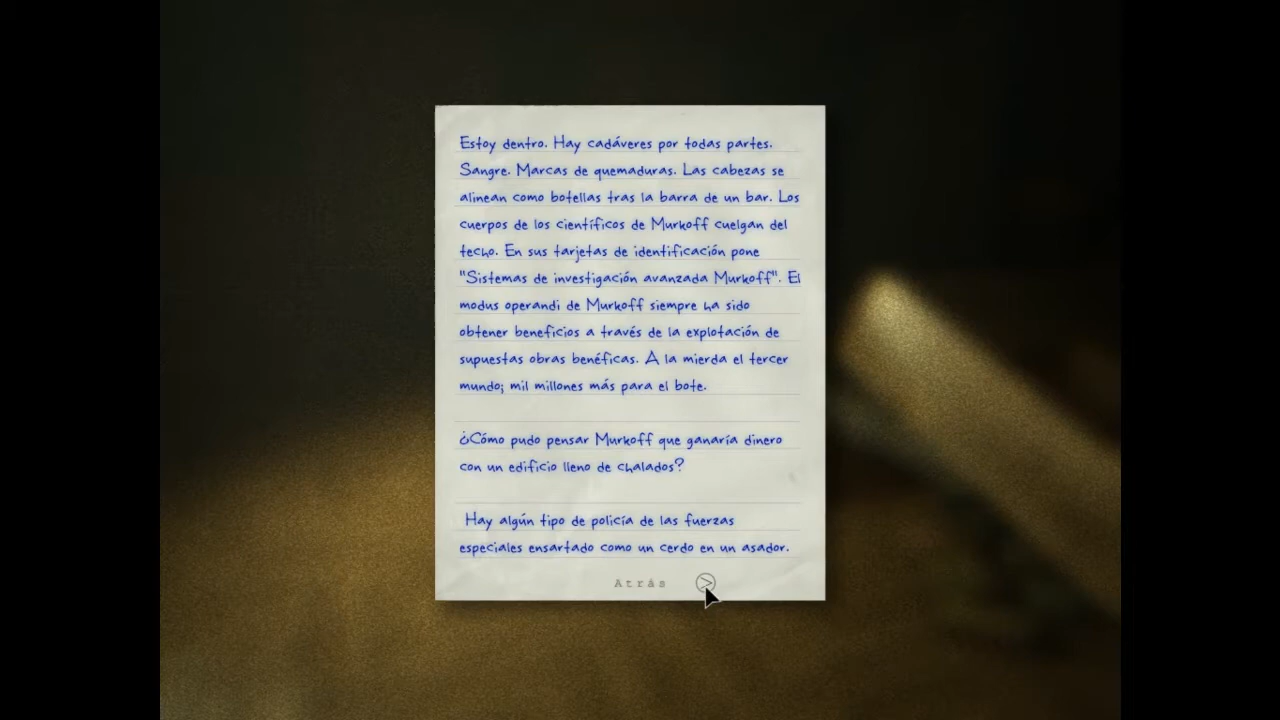 Estoy dentro. Hay cadáveres por todas partes.
Sangre. Marcas de quemaduras. Las cabezas se
alinean como botellas tras la barra de un bar. Los
cuerpos de los científicos de Murkoff cuelgan del
techo. En sus tarjetas de identificación pone
"Sistemas de investigación avanzada Murkoff". El
modus operandi de Murkoff siempre ha sido
obtener beneficios a través de la explotación de
supuestas obras benéficas. A la mierda el tercer
mundo; mil millones más para el bote.
¿Cómo pudo pensar Murkoff que ganaría dinero
con un edificio lleno de chalados?
Hay algún tipo de policía de las fuerzas
especiales ensartado como un cerdo en un asador.
Atrás >